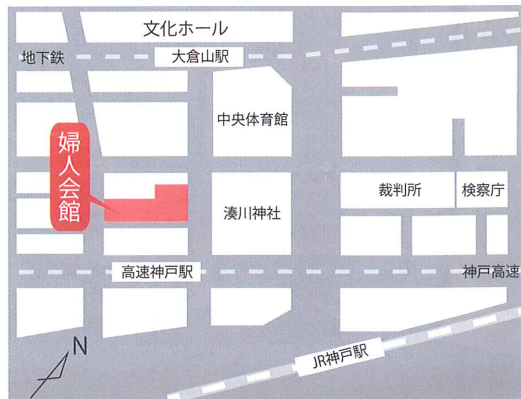 文化ホール
地下鉄
大倉山駅
中央体育館
婦人会館
湊川神社
裁判所
検察庁
高速神戸駅
神戸高速
JR神戸駅
N